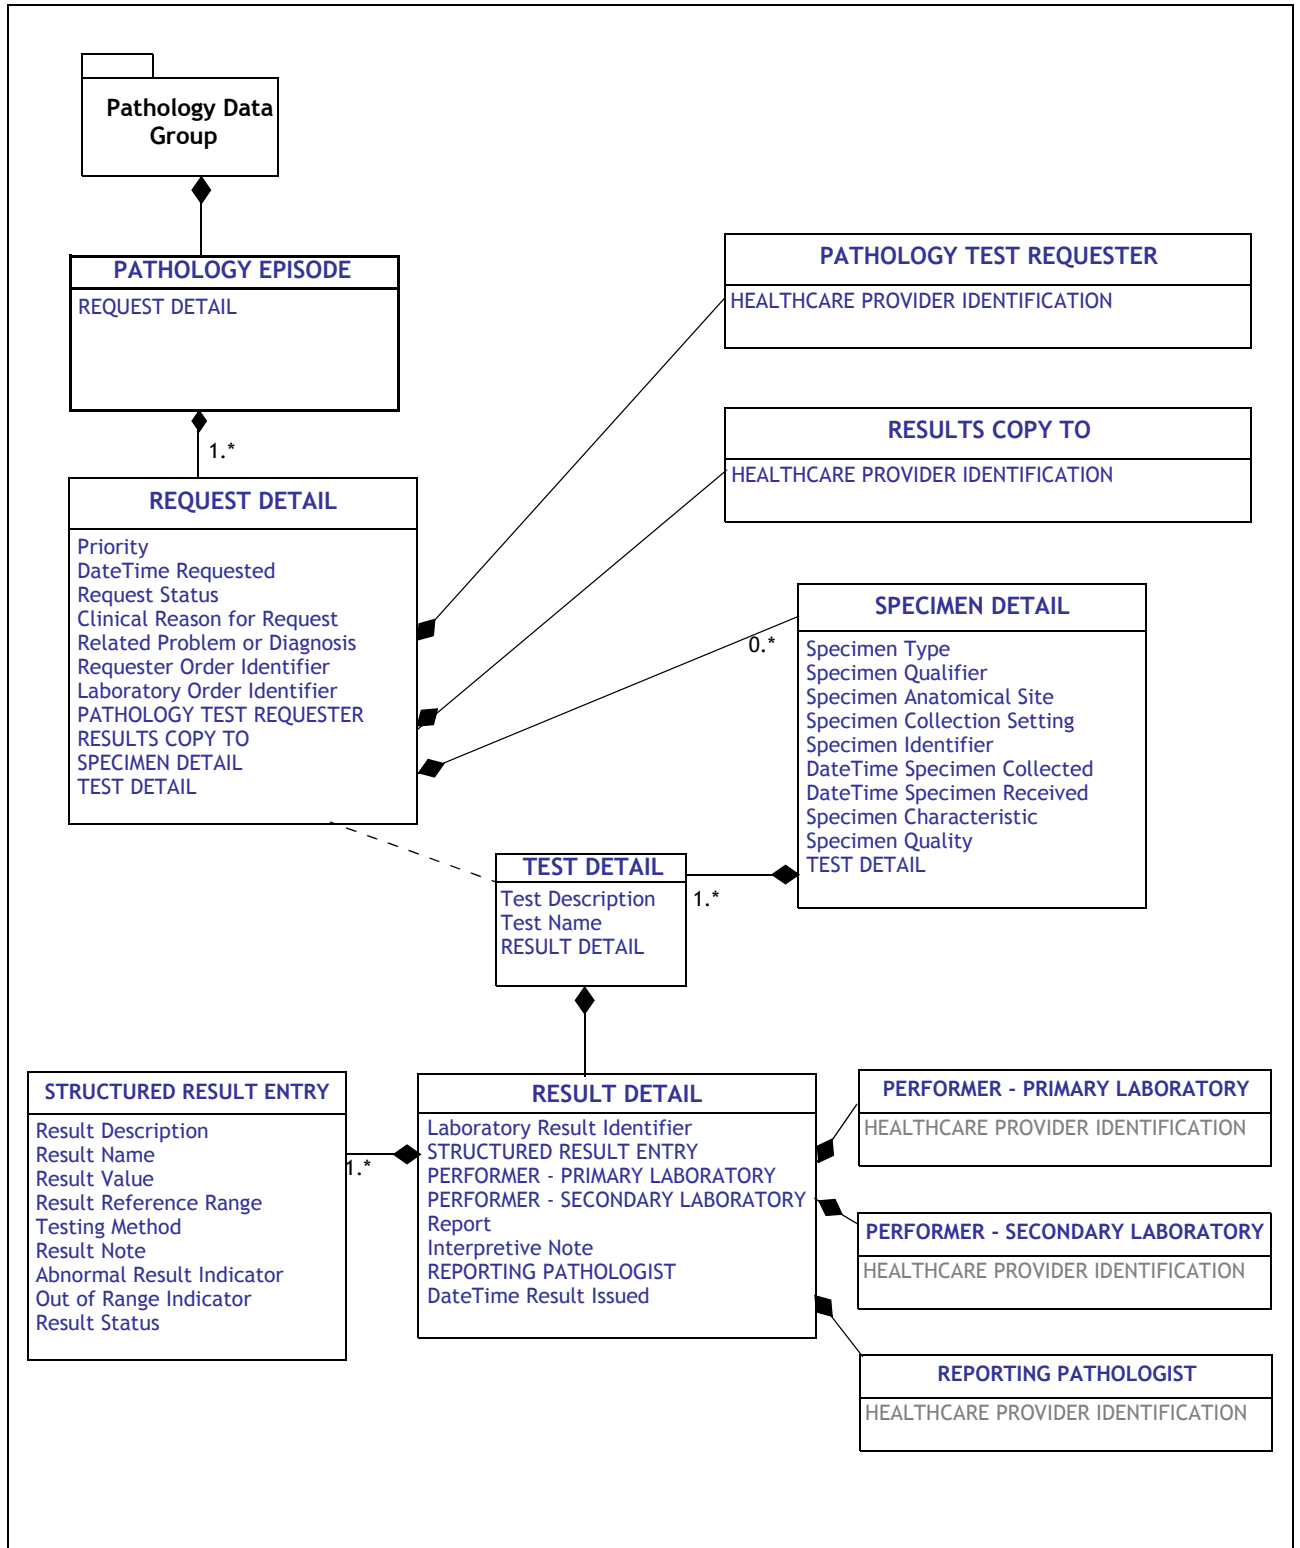 Pathology Data
Group
PATHOLOGY EPISODE
REQUEST DETAIL
1.*
REQUEST DETAIL
Priority
DateTime Requested
Request Status
Clinical Reason for Request
Related Problem or Diagnosis
Requester Order Identifier
Laboratory Order Identifier
PATHOLOGY TEST REQUESTER
RESULTS COPY TO
SPECIMEN DETAIL
TEST DETAIL
PATHOLOGY TEST REQUESTER
HEALTHCARE PROVIDER IDENTIFICATION
RESULTS COPY TO
HEALTHCARE PROVIDER IDENTIFICATION
0.*
SPECIMEN DETAIL
Specimen Type
Specimen Qualifier
Specimen Anatomical Site
Specimen Collection Setting
Specimen Identifier
DateTime Specimen Collected
DateTime Specimen Received
Specimen Characteristic
Specimen Quality
TEST DETAIL
TEST DETAIL
Test Description
Test Name
RESULT DETAIL
1.*
STRUCTURED RESULT ENTRY
Result Description
Result Name
Result Value
Result Reference Range
Testing Method
Result Note
Abnormal Result Indicator
Out of Range Indicator
Result Status
1.*
RESULT DETAIL
Laboratory Result Identifier
STRUCTURED RESULT ENTRY
PERFORMER - PRIMARY LABORATORY
PERFORMER - SECONDARY LABORATORY
Report
Interpretive Note
REPORTING PATHOLOGIST
DateTime Result Issued
PERFORMER - PRIMARY LABORATORY
HEALTHCARE PROVIDER IDENTIFICATION
PERFORMER - SECONDARY LABORATORY
HEALTHCARE PROVIDER IDENTIFICATION
REPORTING PATHOLOGIST
HEALTHCARE PROVIDER IDENTIFICATION